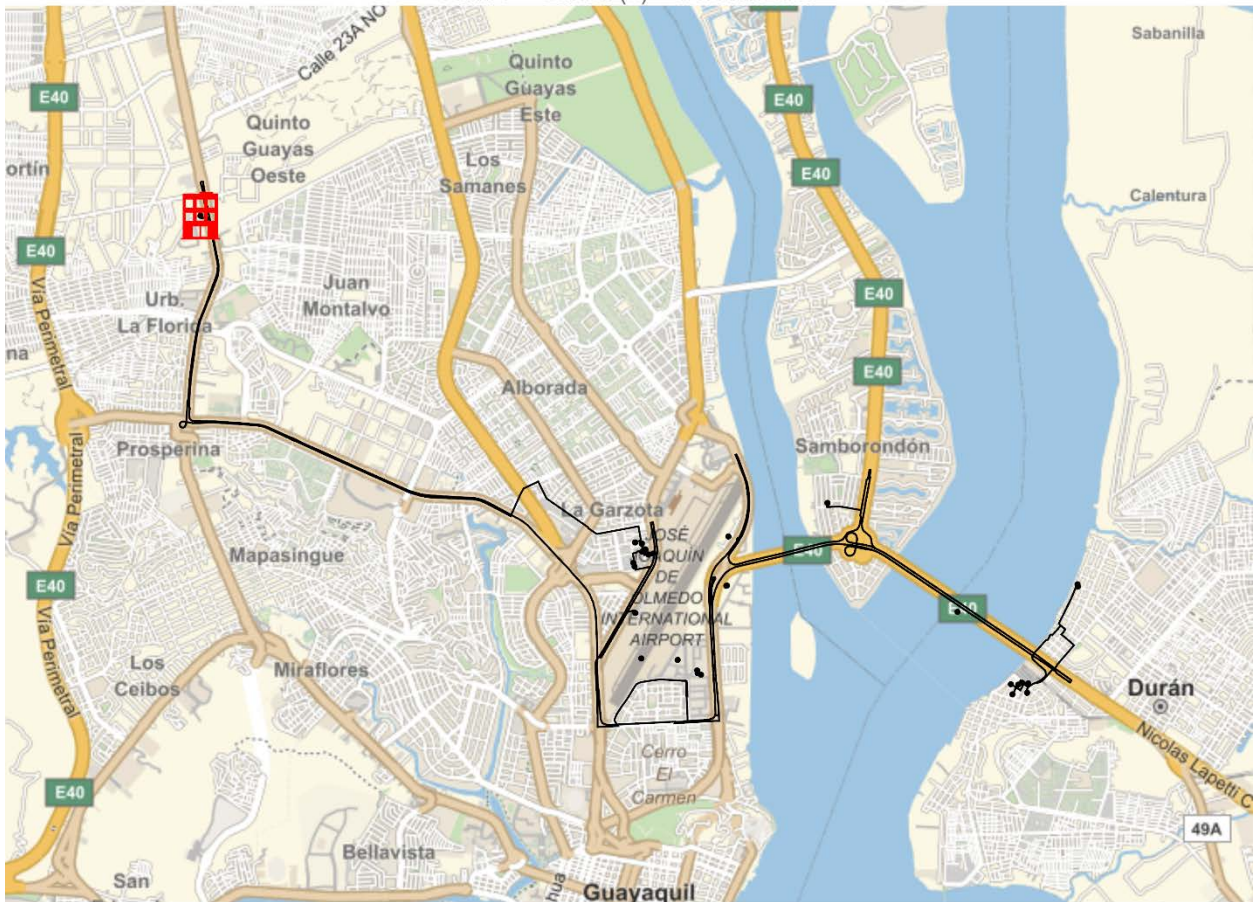 Calle 23A NO
Sabanilla
Quinto
Guayas
Este
E40
E40
Quinto
Guayas
Oeste
Los
Samanes
ortín
E40
Calentura
E40
Juan
Montalvo
E40
Urb.
La Florida
na
Vía Perimetral
E40
Alborada
Prosperina
Samborondón
Vía Perimetral
La Garzota
JOSÉ
JOAQUÍN
DE
OLMEDO
INTERNATIONAL
AIRPORT
E40
Mapasingue
E40
Vía Perimetral
Los
Ceibos
Miraflores
Durán
Nicolas Lapetti C
Cerro
El
Carmen
E40
49A
Bellavista
San
Guayaquil